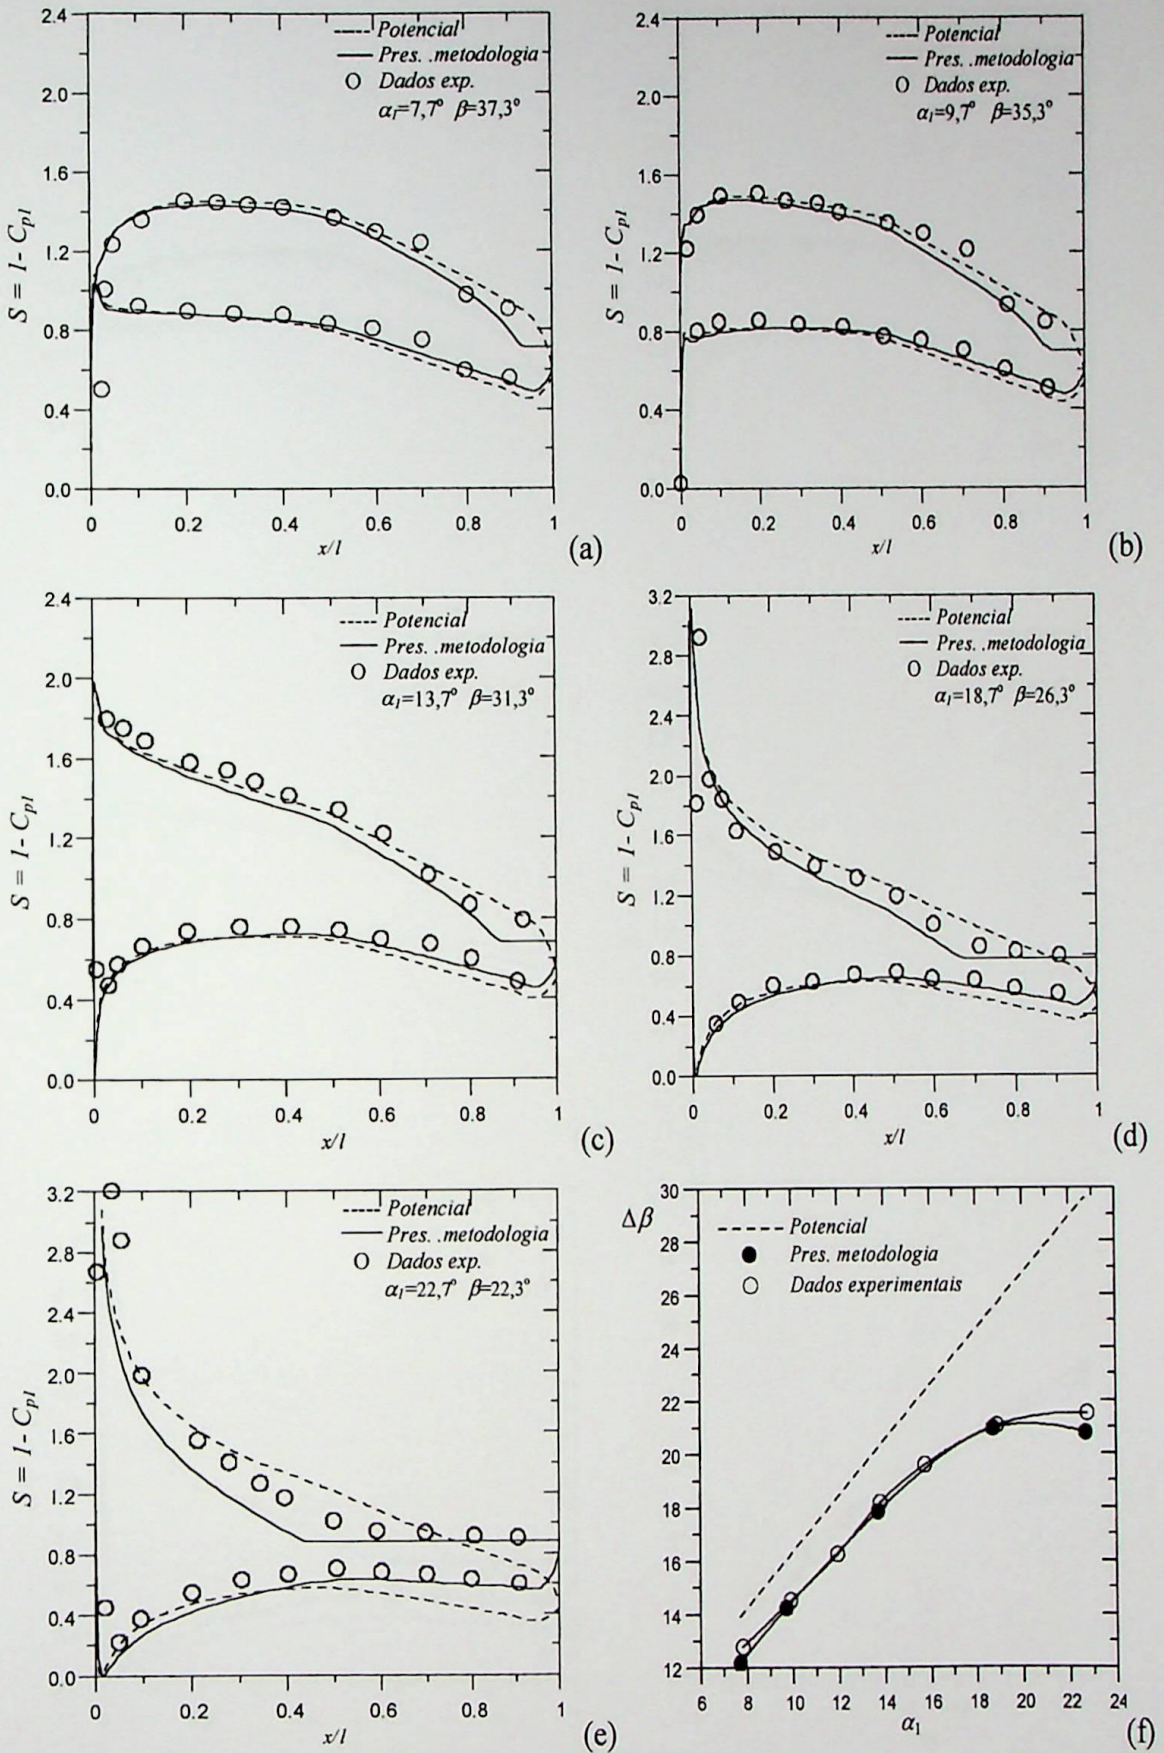 2.4
2.0
1.6
1.2
0.8
0.4
0.0
S = 1 - Cp1
Potencial
Pres. .metodologia
Dados exp.
α1=7,7° β=37,3°
0 0.2 0.4 0.6 0.8 1
x/l
(a)
2.4
2.0
1.6
1.2
0.8
0.4
0.0
S = 1 - Cp1
Potencial
Pres. .metodologia
Dados exp.
α1=9,7° β=35,3°
0 0.2 0.4 0.6 0.8 1
x/l
(b)
2.4
2.0
1.6
1.2
0.8
0.4
0.0
S = 1 - Cp1
Potencial
Pres. .metodologia
Dados exp.
α1=13,7° β=31,3°
0 0.2 0.4 0.6 0.8 1
x/l
(c)
3.2
2.8
2.4
2.0
1.6
1.2
0.8
0.4
0.0
S = 1 - Cp1
Potencial
Pres. .metodologia
Dados exp.
α1=18,7° β=26,3°
0 0.2 0.4 0.6 0.8 1
x/l
(d)
3.2
2.8
2.4
2.0
1.6
1.2
0.8
0.4
0.0
S = 1 - Cp1
Potencial
Pres. .metodologia
Dados exp.
α1=22,7° β=22,3°
0 0.2 0.4 0.6 0.8 1
x/l
(e)
30
28
26
24
22
20
18
16
14
12
Δβ
Potencial
Pres. metodologia
Dados experimentais
6 8 10 12 14 16 18 20 22 24
α1
(f)